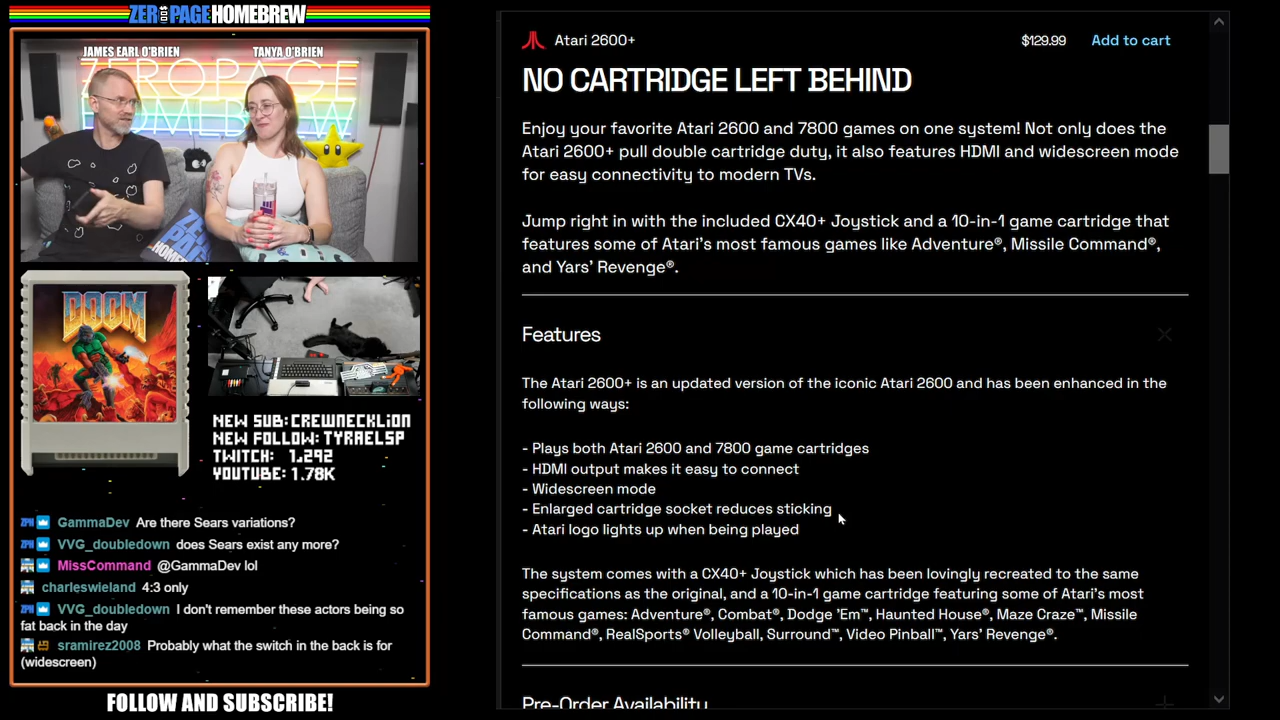 ZEROPAGE HOMEBREW
JAMES EARL O'BRIEN
TANYA O'BRIEN
ZEROPAGE
HOMEBREW
DOOM
NEW SUB: CREWNECKLION
NEW FOLLOW: TYRAELSP
TWITCH: 1,292
YOUTUBE: 1.78K
GammaDev Are there Sears variations?
VVG_doubledown does Sears exist any more?
MissCommand @GammaDev lol
charleswieland 4:3 only
VVG_doubledown I don't remember these actors being so
fat back in the day
sramirez2008 Probably what the switch in the back is for
(widescreen)
FOLLOW AND SUBSCRIBE!
Atari 2600+
$129.99
Add to cart
NO CARTRIDGE LEFT BEHIND
Enjoy your favorite Atari 2600 and 7800 games on one system! Not only does the
Atari 2600+ pull double cartridge duty, it also features HDMI and widescreen mode
for easy connectivity to modern TVs.
Jump right in with the included CX40+ Joystick and a 10-in-1 game cartridge that
features some of Atari's most famous games like Adventure®, Missile Command®,
and Yars' Revenge®.
Features
The Atari 2600+ is an updated version of the iconic Atari 2600 and has been enhanced in the
following ways:
- Plays both Atari 2600 and 7800 game cartridges
- HDMI output makes it easy to connect
- Widescreen mode
- Enlarged cartridge socket reduces sticking
- Atari logo lights up when being played
The system comes with a CX40+ Joystick which has been lovingly recreated to the same
specifications as the original, and a 10-in-1 game cartridge featuring some of Atari's most
famous games: Adventure®, Combat®, Dodge 'Em™, Haunted House®, Maze Craze™, Missile
Command®, RealSports® Volleyball, Surround™, Video Pinball™, Yars' Revenge®.
Pre-Order Availability